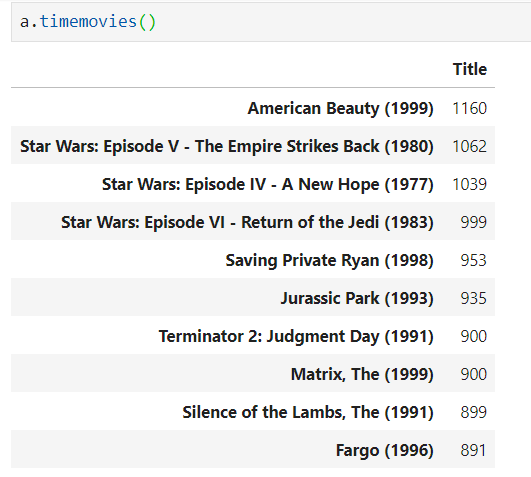 a.timemovies()
Title
American Beauty (1999) 1160
Star Wars: Episode V - The Empire Strikes Back (1980) 1062
Star Wars: Episode IV - A New Hope (1977) 1039
Star Wars: Episode VI - Return of the Jedi (1983) 999
Saving Private Ryan (1998) 953
Jurassic Park (1993) 935
Terminator 2: Judgment Day (1991) 900
Matrix, The (1999) 900
Silence of the Lambs, The (1991) 899
Fargo (1996) 891